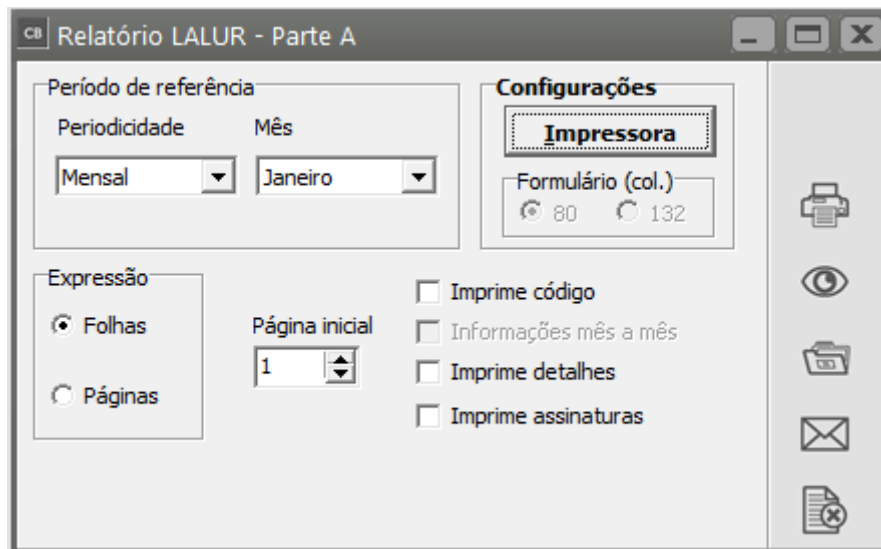 CB Relatório LALUR - Parte A
Período de referência
Periodicidade Mês
Mensal Janeiro
Configurações
Impressora
Formulário (col.)
80 132
Expressão
Folhas
Páginas
Página inicial
1
Imprime código
Informações mês a mês
Imprime detalhes
Imprime assinaturas